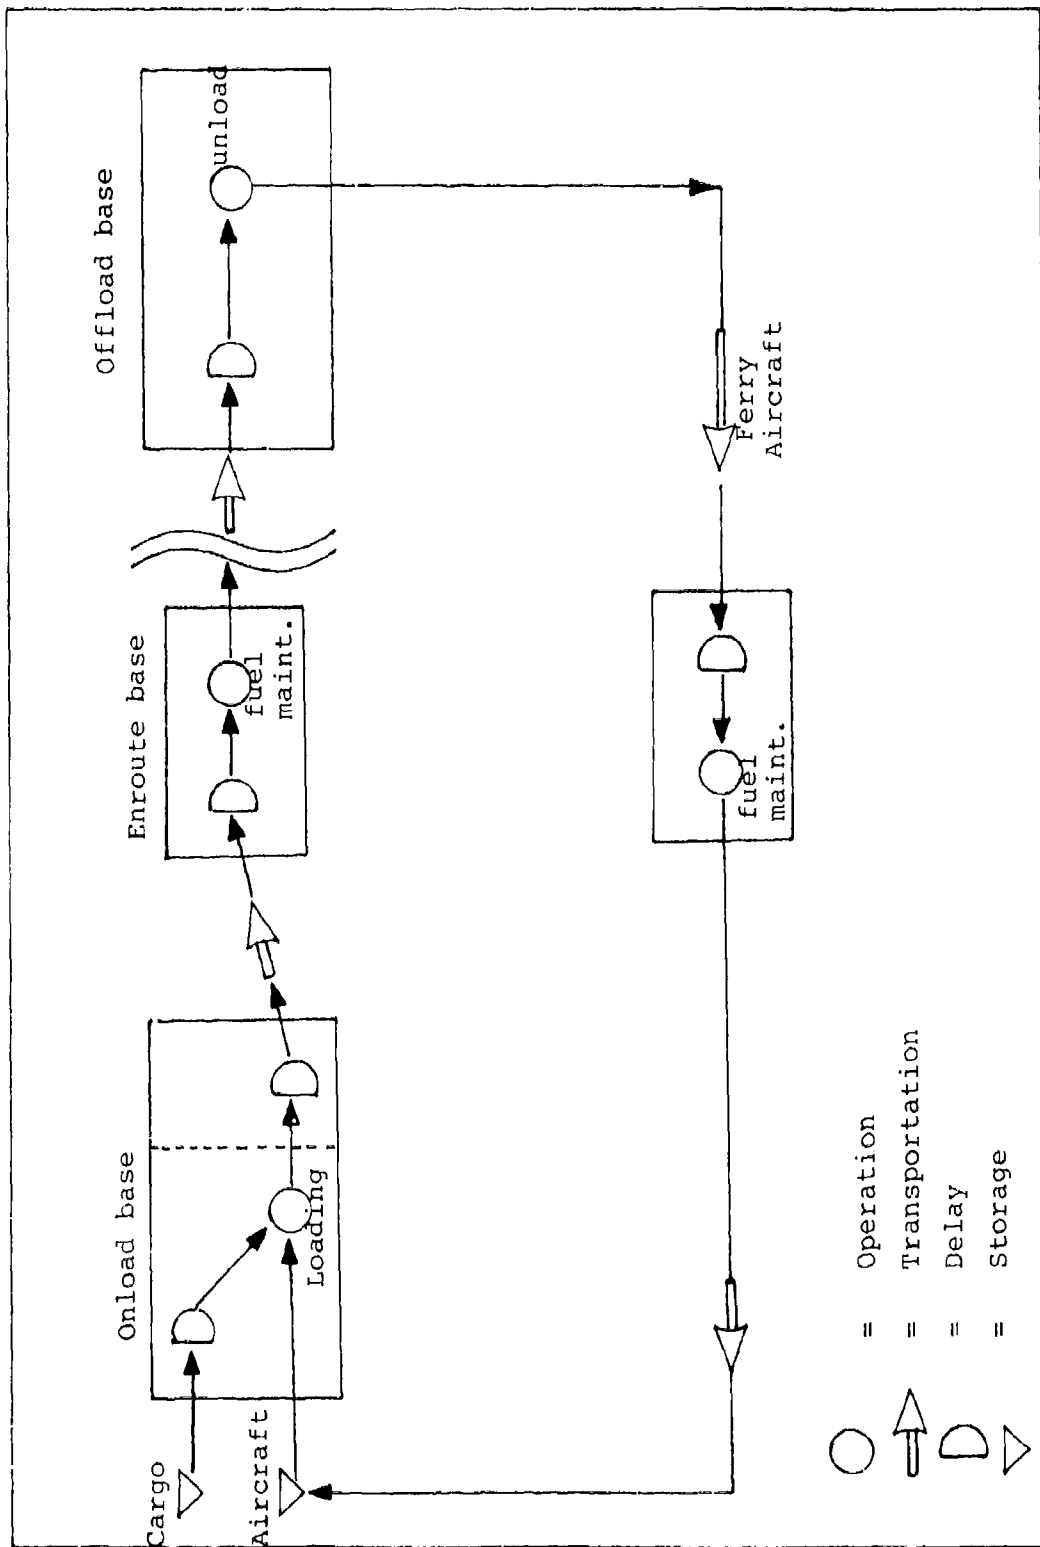 Onload base
Enroute base
Offload base
Cargo
Aircraft
Loading
fuel
maint.
unload
Ferry
Aircraft
fuel
maint.
= Operation
= Transportation
= Delay
= Storage